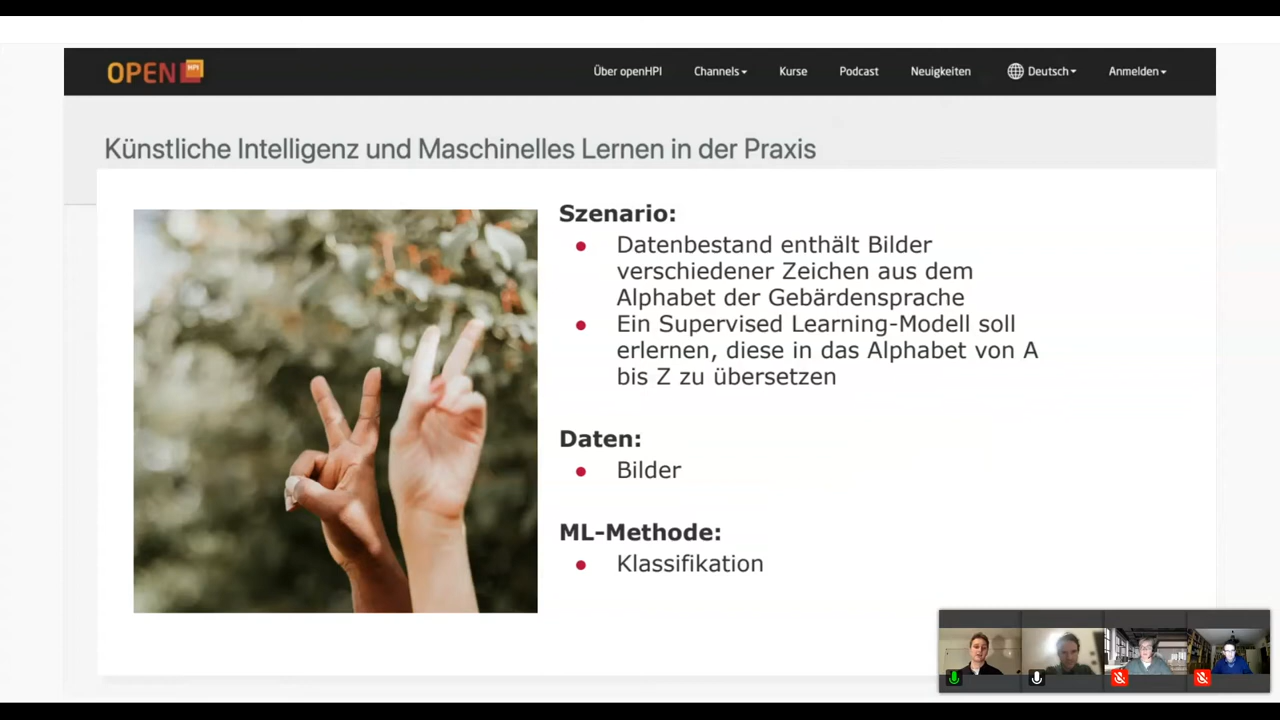 OPEN HPI
Über openHPI Channels Kurse Podcast Neuigkeiten Deutsch Anmelden
Künstliche Intelligenz und Maschinelles Lernen in der Praxis
Szenario:
Datenbestand enthält Bilder
verschiedener Zeichen aus dem
Alphabet der Gebärdensprache
Ein Supervised Learning-Modell soll
erlernen, diese in das Alphabet von A
bis Z zu übersetzen
Daten:
Bilder
ML-Methode:
Klassifikation